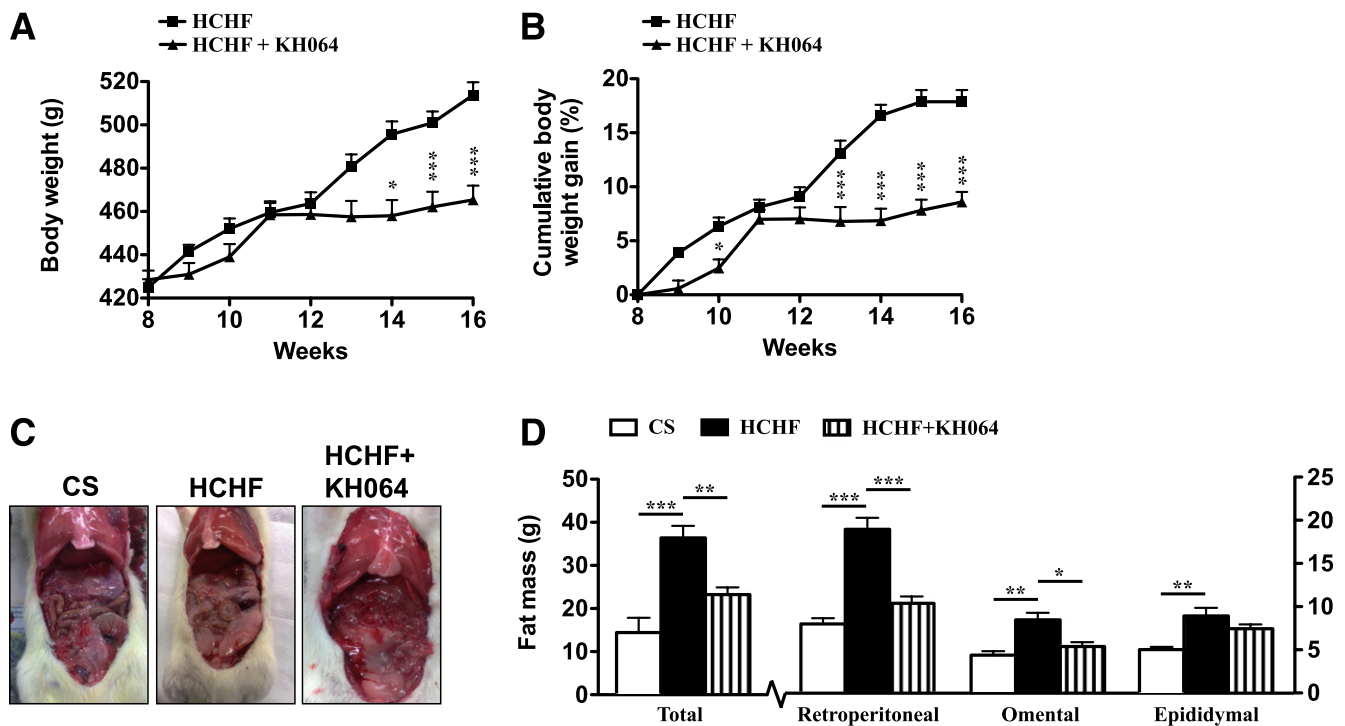 A
HCHF
HCHF + KH064
Body weight (g)
520
500
480
460
440
420
*
***
***
8
10
12
14
16
Weeks
B
HCHF
HCHF + KH064
Cumulative body
weight gain (%)
20
15
10
5
0
*
***
***
***
***
8
10
12
14
16
Weeks
C
CS
HCHF
HCHF+
KH064
D
CS
HCHF
HCHF+KH064
Fat mass (g)
50
40
30
20
10
0
***
**
***
***
**
*
**
25
20
15
10
5
0
Total
Retroperitoneal
Omental
Epididymal